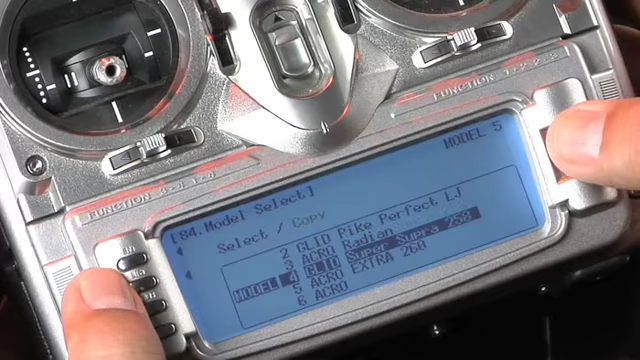 FUNCTION
FUNCTION
MODEL 5
[84.Model Select]
Select / Copy
2 GLID Pike Perfect LJ
3 ACRO Radian
MODEL 4 GLID Super Supra
5 ACRO EXTRA 260
6 ACRO